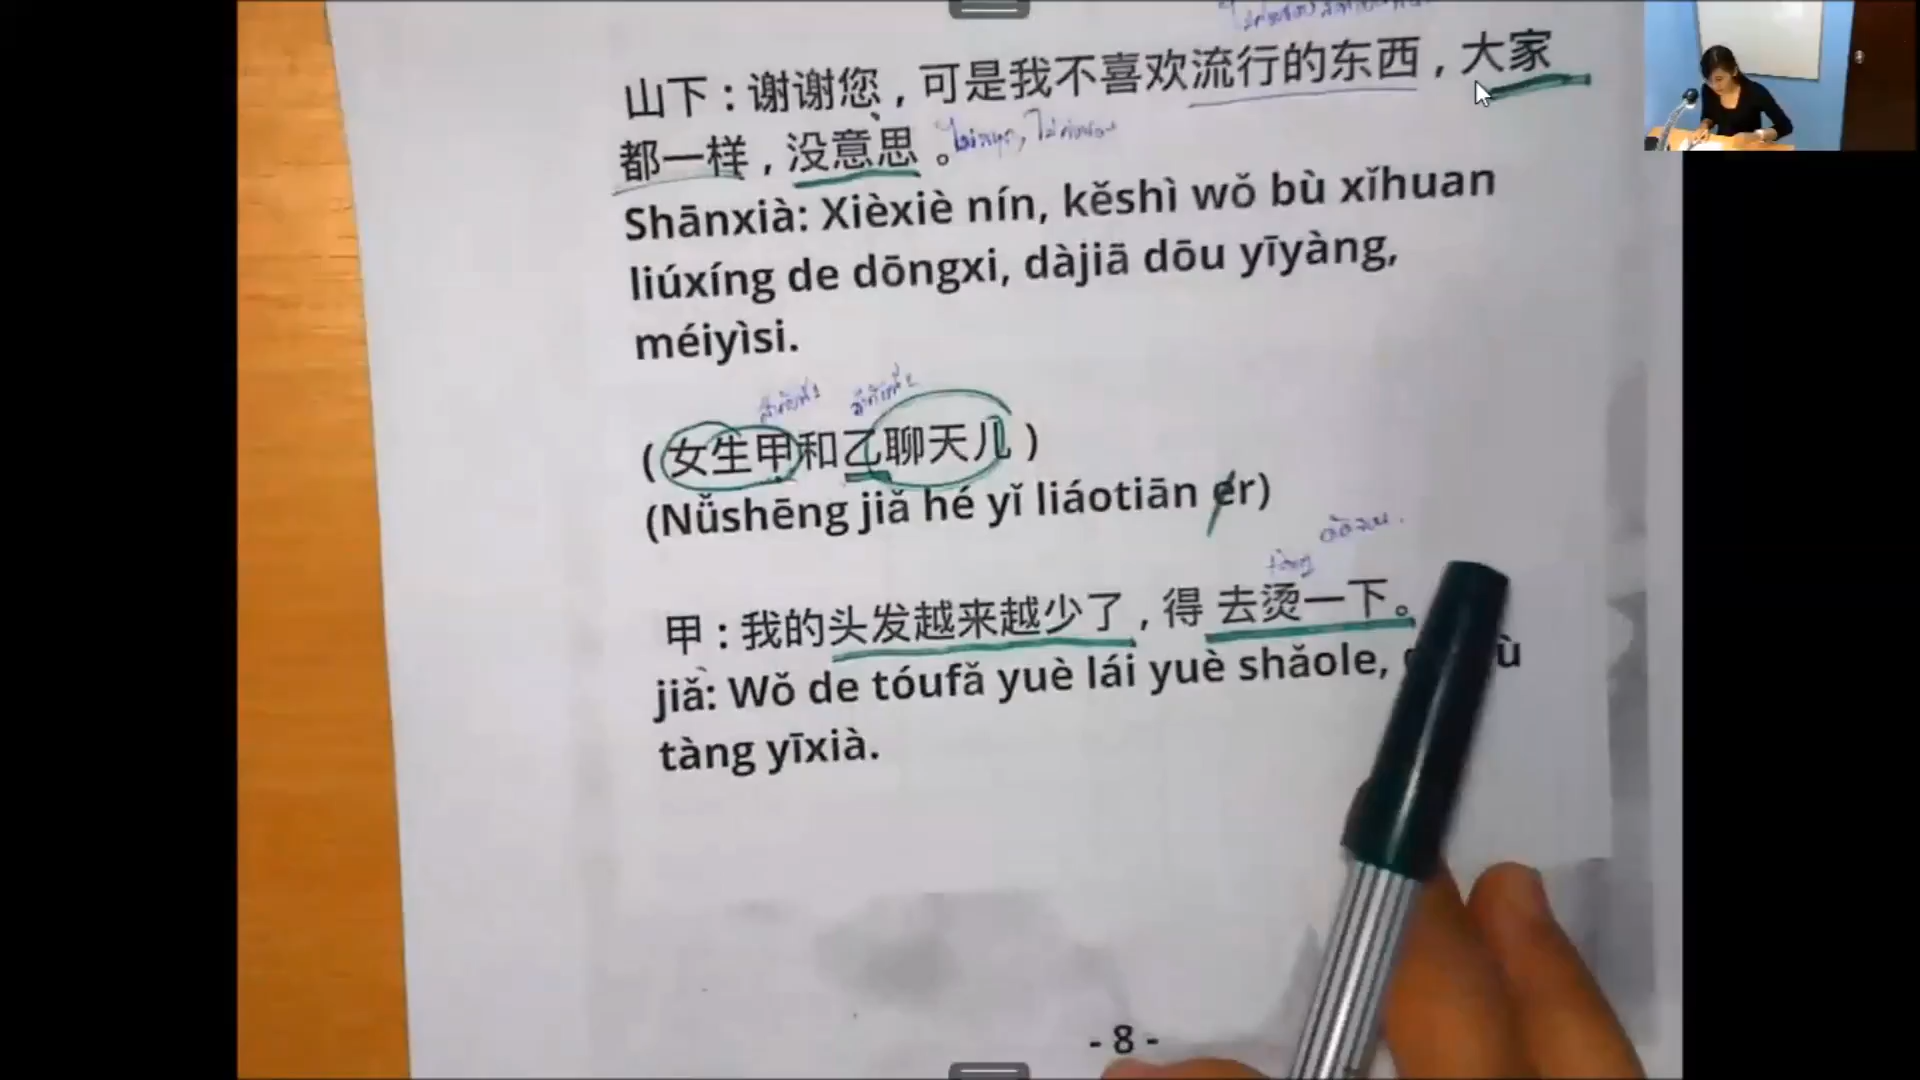 山下 : 谢谢您 , 可是我不喜欢流行的东西 , 大家
都一样 , 没意思 。
Shānxià: Xièxiè nín, kěshì wǒ bù xǐhuan
liúxíng de dōngxi, dàjiā dōu yīyàng,
méiyìsi.
( 女生甲和乙聊天儿 )
(Nǚshēng jiǎ hé yǐ liáotiān er)
tàng
甲 : 我的头发越来越少了 , 得 去烫一下。
jiǎ: Wǒ de tóufǎ yuè lái yuè shǎole,
tàng yīxià.
- 8 -